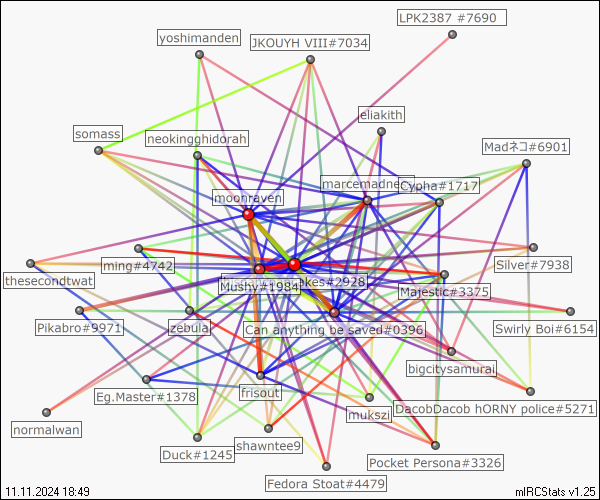 LPK2387 #7690
yoshimanden
JKOUYH VIII#7034
eliakith
somass
neokingghidorah
Madネコ#6901
marcemadne
Cypha#1717
moonraven
Silver#7938
ming#4742
thesecondtwat
Mushy#1984
akes#2928
Majestic#3375
Pikabro#9971
zebula
Can anything be saved#0396
Swirly Boi#6154
bigcitysamurai
Eg.Master#1378
frisout
mukszi
DacobDacob hORNY police#5271
normalwan
Duck#1245
shawntee9
Pocket Persona#3326
Fedora Stoat#4479
11.11.2024 18:49
mIRCStats v1.25